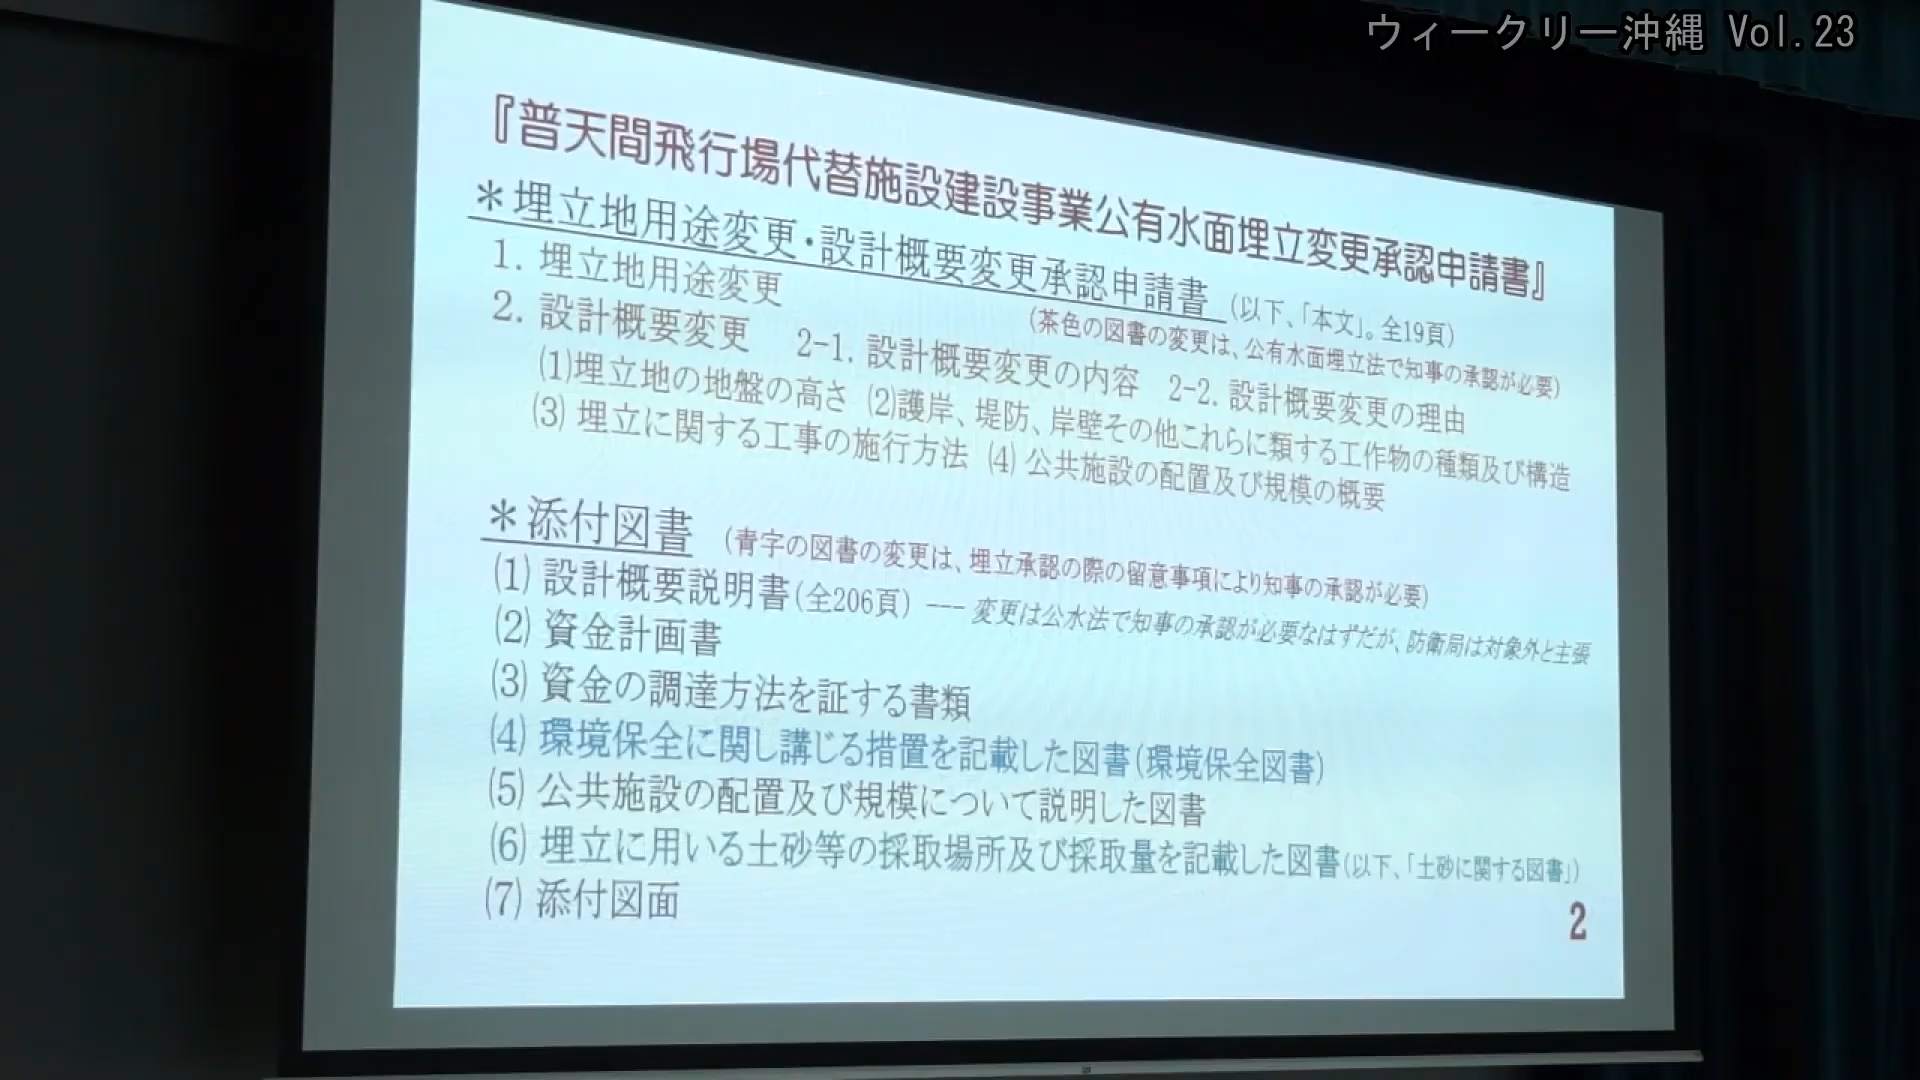 ウィークリー沖縄 Vol.23
『普天間飛行場代替施設建設事業公有水面埋立変更承認申請書』
＊埋立地用途変更・設計概要変更承認申請書 (以下、「本文」。全19頁)
(茶色の図書の変更は、公有水面埋立法で知事の承認が必要)
1. 埋立地用途変更
2. 設計概要変更 2-1. 設計概要変更の内容 2-2. 設計概要変更の理由
(1)埋立地の地盤の高さ (2)護岸、堤防、岸壁その他これらに類する工作物の種類及び構造
(3) 埋立に関する工事の施行方法 (4) 公共施設の配置及び規模の概要
＊添付図書 (青字の図書の変更は、埋立承認の際の留意事項により知事の承認が必要)
(1) 設計概要説明書(全206頁) --- 変更は公水法で知事の承認が必要なはずだが、防衛局は対象外と主張
(2) 資金計画書
(3) 資金の調達方法を証する書類
(4) 環境保全に関し講じる措置を記載した図書(環境保全図書)
(5) 公共施設の配置及び規模について説明した図書
(6) 埋立に用いる土砂等の採取場所及び採取量を記載した図書(以下、「土砂に関する図書」)
(7) 添付図面
2